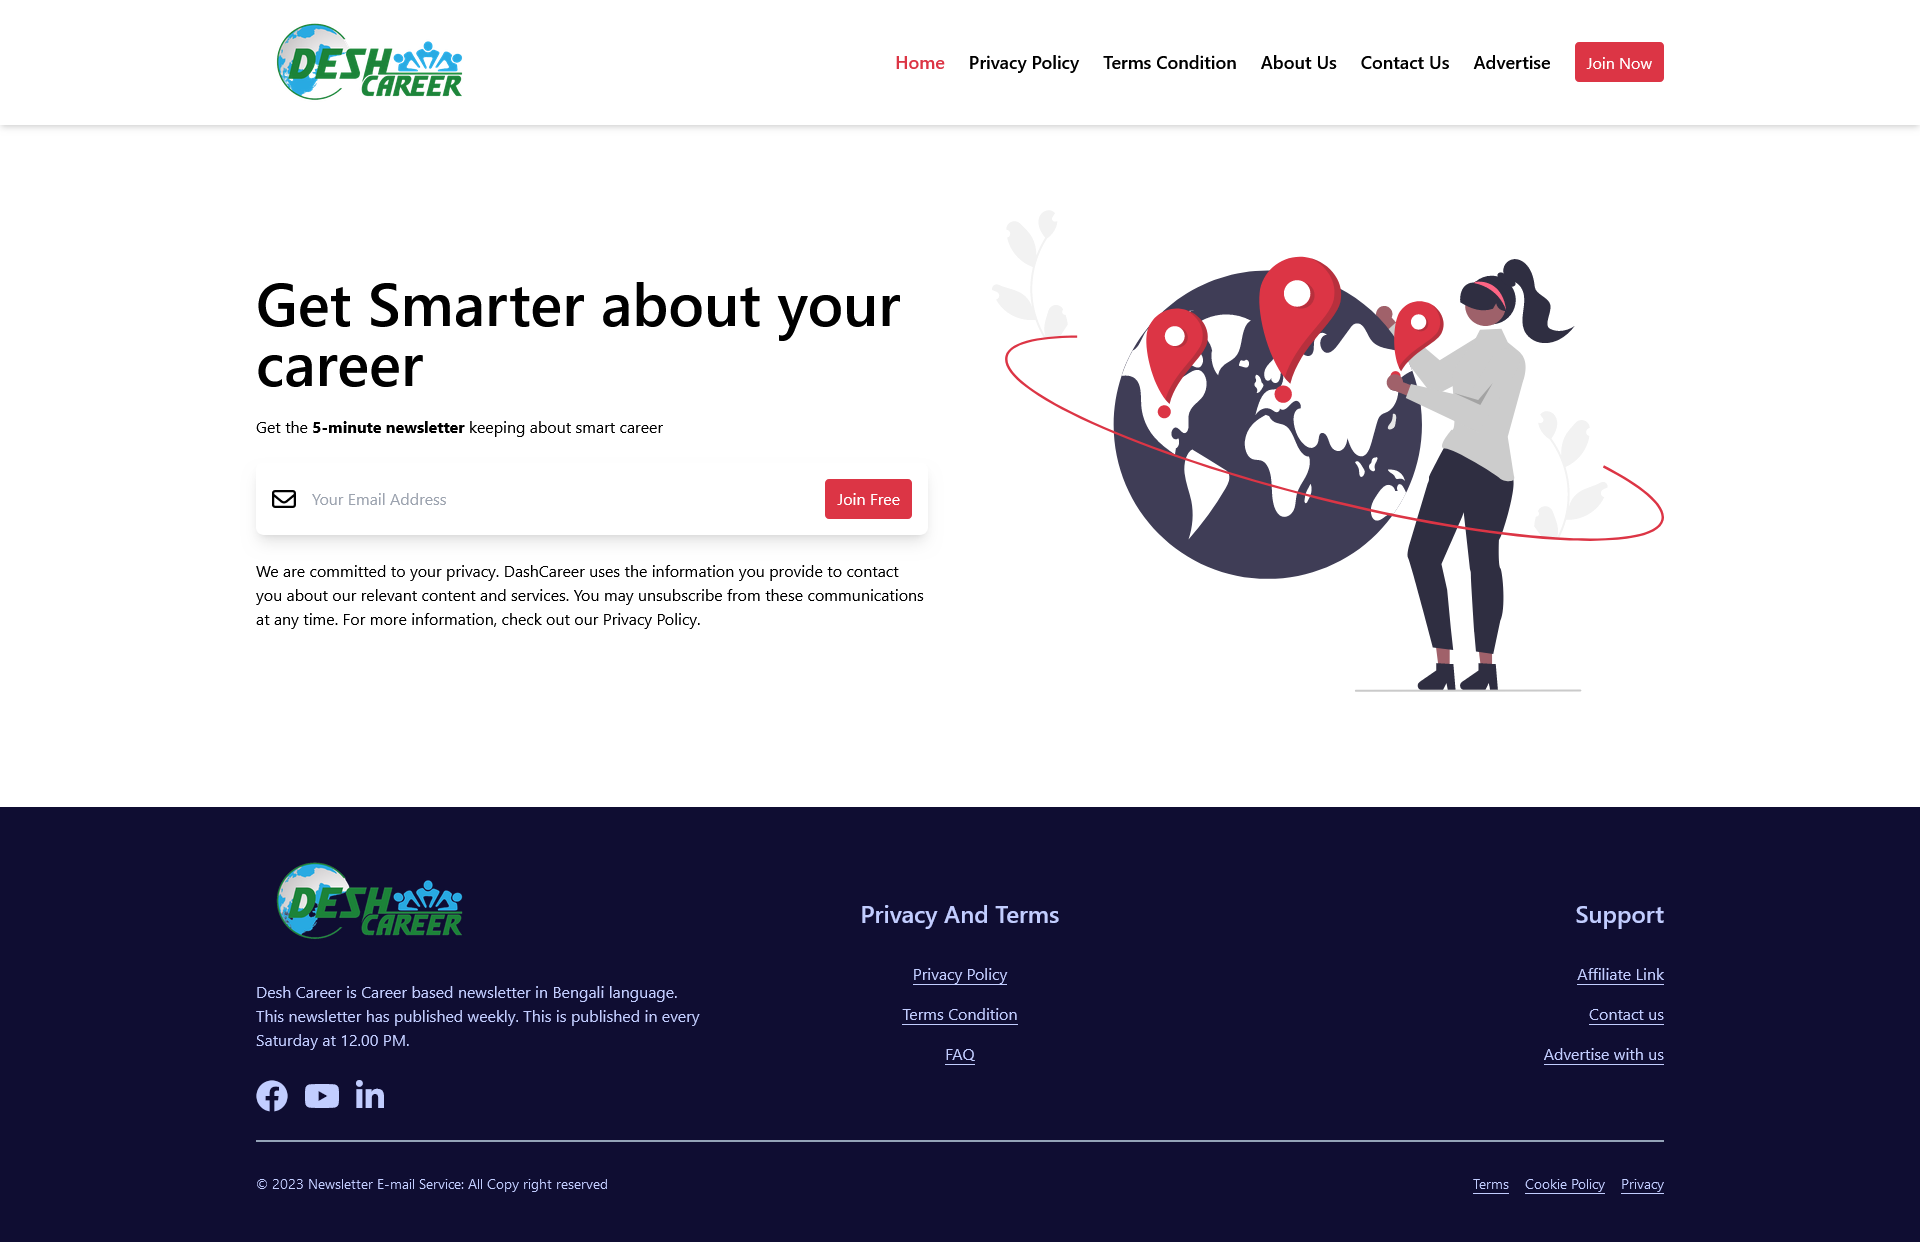 DESH
CAREER
Home Privacy Policy Terms Condition About Us Contact Us Advertise Join Now
Get Smarter about your
career
Get the 5-minute newsletter keeping about smart career
Your Email Address Join Free
We are committed to your privacy. DashCareer uses the information you provide to contact
you about our relevant content and services. You may unsubscribe from these communications
at any time. For more information, check out our Privacy Policy.
DESH
CAREER
Desh Career is Career based newsletter in Bengali language.
This newsletter has published weekly. This is published in every
Saturday at 12.00 PM.
Privacy And Terms
Privacy Policy
Terms Condition
FAQ
Support
Affiliate Link
Contact us
Advertise with us
© 2023 Newsletter E-mail Service: All Copy right reserved
Terms Cookie Policy Privacy